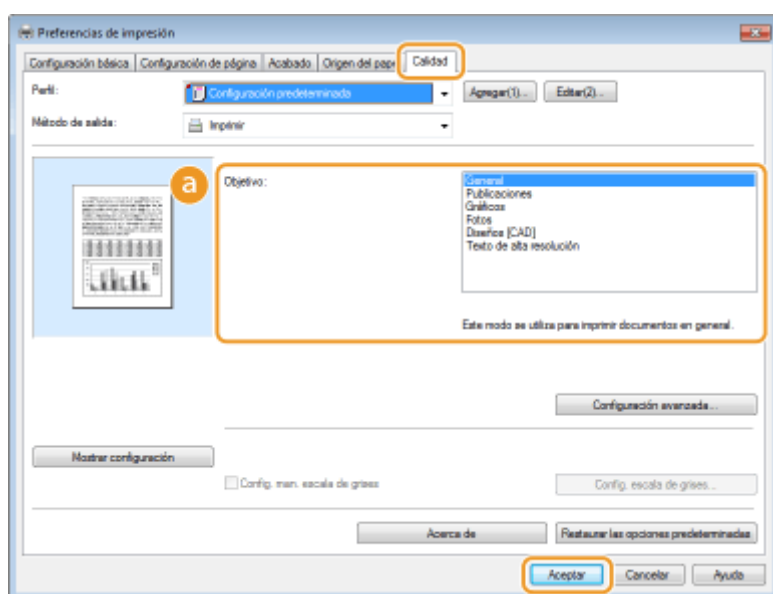 Preferencias de impresión
Configuración básica Configuración de página Acabado Origen del pape Calidad
Perfil: Configuración predeterminada Agregar(1)... Editar(2)...
Método de salida: Imprimir
a
Objetivo: General
Publicaciones
Gráficos
Fotos
Diseños [CAD]
Texto de alta resolución
Este modo se utiliza para imprimir documentos en general.
Configuración avanzada...
Mostrar configuración
Config. man. escala de grises Config. escala de grises...
Acerca de Restaurar las opciones predeterminadas
Aceptar Cancelar Ayuda